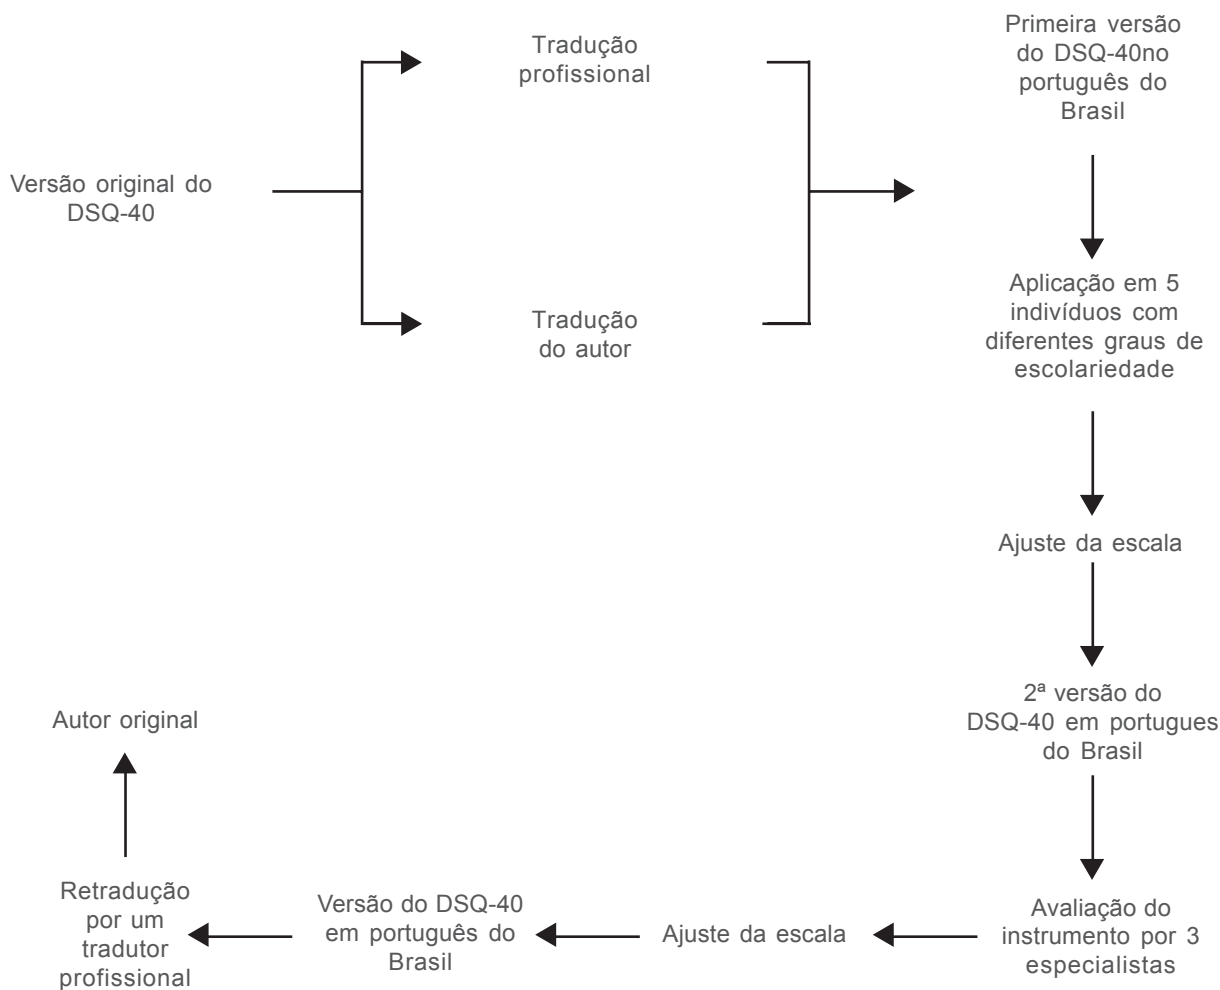 Versão original do
DSQ-40
Tradução
profissional
Tradução
do autor
Primeira versão
do DSQ-40no
português do
Brasil
Aplicação em 5
indivíduos com
diferentes graus de
escolariedade
Ajuste da escala
2ª versão do
DSQ-40 em portugues
do Brasil
Avaliação do
instrumento por 3
especialistas
Ajuste da escala
Versão do DSQ-40
em português do
Brasil
Retradução
por um
tradutor
profissional
Autor original